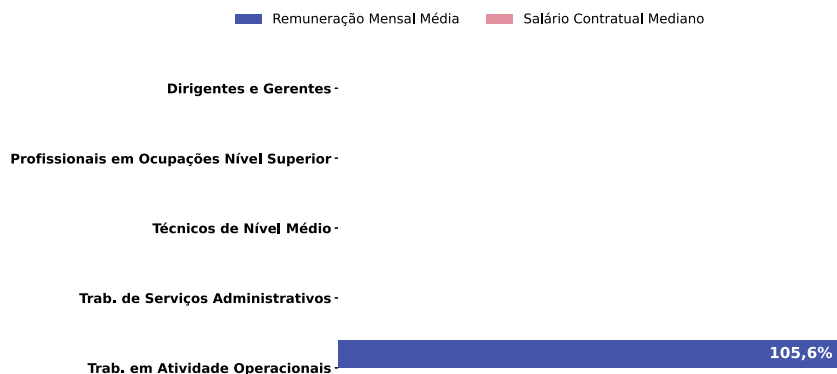 Remuneração Mensal Média Salário Contratual Mediano
Dirigentes e Gerentes
Profissionais em Ocupações Nível Superior
Técnicos de Nível Médio
Trab. de Serviços Administrativos
105,6%
Trab. em Atividade Operacionais